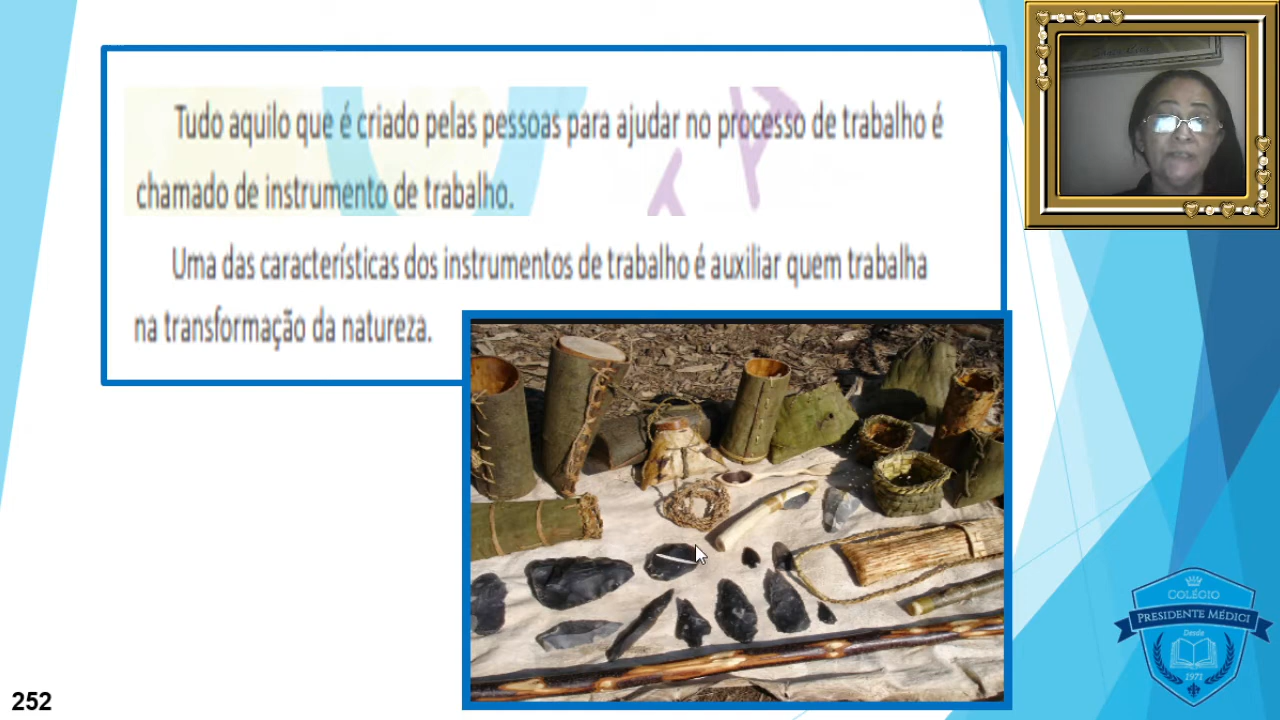 Tudo aquilo que é criado pelas pessoas para ajudar no processo de trabalho é
chamado de instrumento de trabalho.
Uma das características dos instrumentos de trabalho é auxiliar quem trabalha
na transformação da natureza.
COLÉGIO
PRESIDENTE MÉDICI
Desde
1971
252